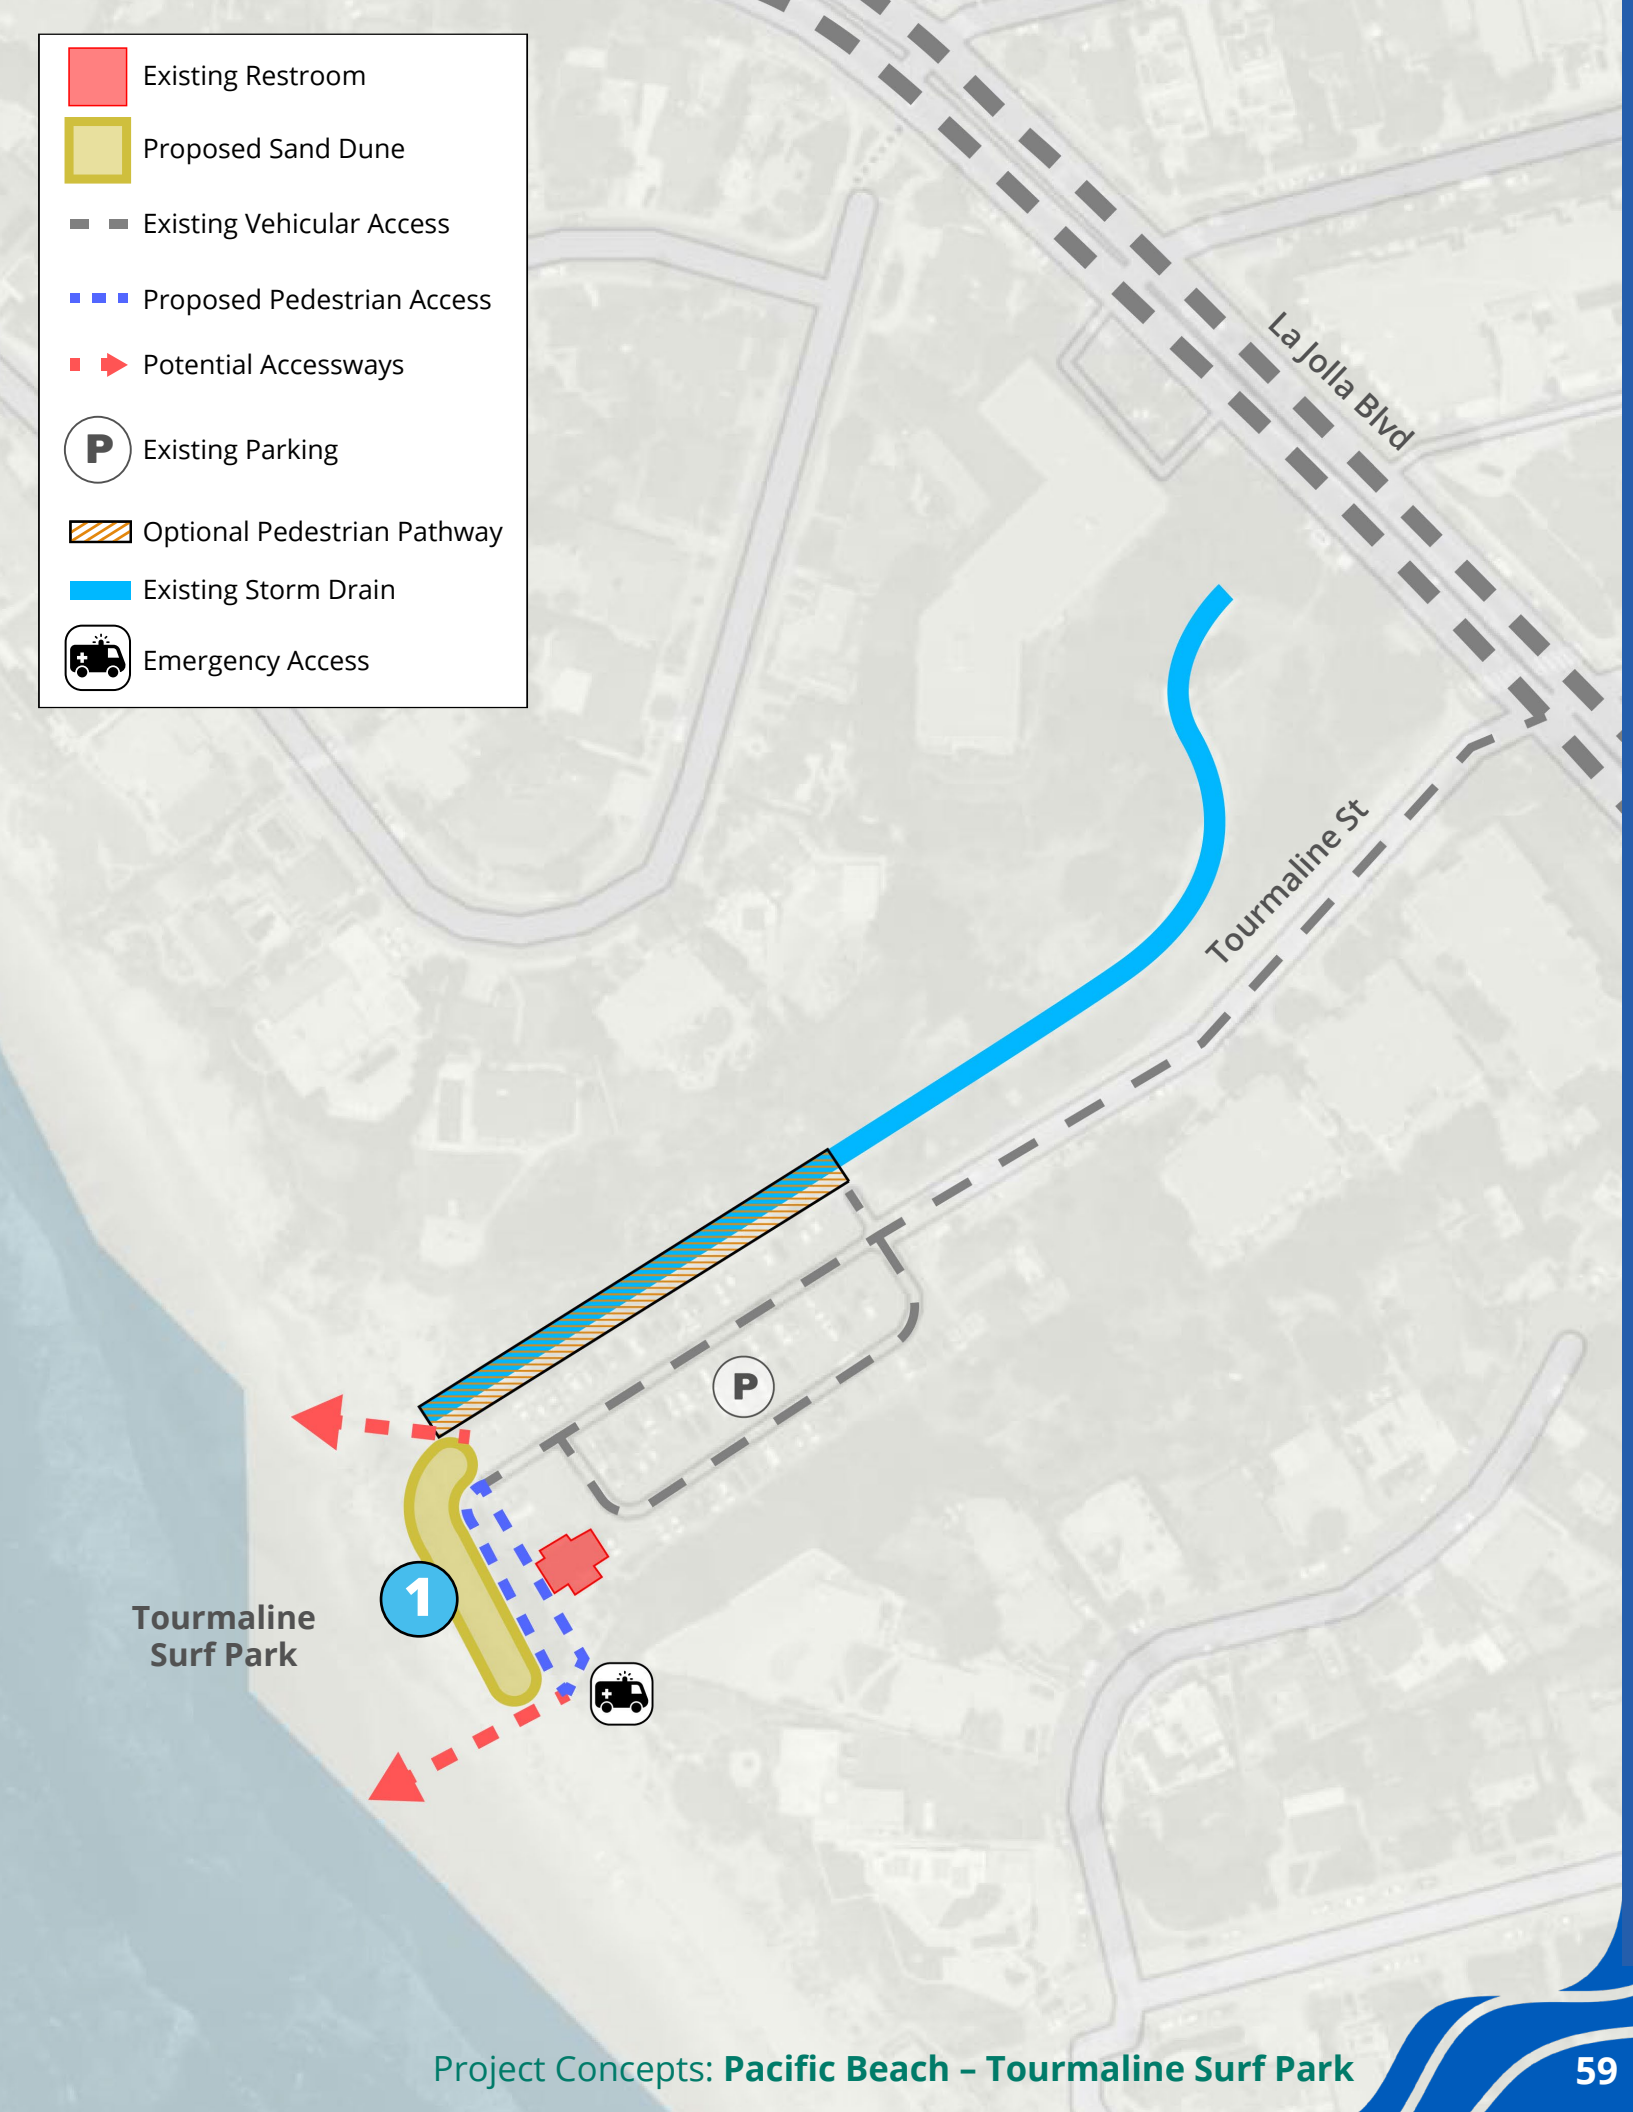 Existing Restroom
Proposed Sand Dune
Existing Vehicular Access
Proposed Pedestrian Access
Potential Accessways
P Existing Parking
Optional Pedestrian Pathway
Existing Storm Drain
Emergency Access
La Jolla Blvd
Tourmaline St
P
1
Tourmaline
Surf Park
Project Concepts: Pacific Beach – Tourmaline Surf Park 59